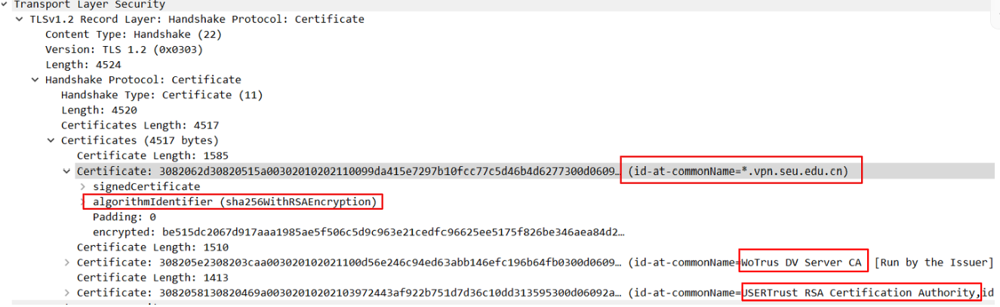 Transport Layer Security
TLSv1.2 Record Layer: Handshake Protocol: Certificate
Content Type: Handshake (22)
Version: TLS 1.2 (0x0303)
Length: 4524
Handshake Protocol: Certificate
Handshake Type: Certificate (11)
Length: 4520
Certificates Length: 4517
Certificates (4517 bytes)
Certificate Length: 1585
Certificate: 3082062d30820515a00302010202110099da415e7297b10fcc77c5d46b4d6277300d0609… (id-at-commonName=*.vpn.seu.edu.cn)
signedCertificate
algorithmIdentifier (sha256WithRSAEncryption)
Padding: 0
encrypted: be515dc2067d917aaa1985ae5f506c5d9c963e21cedfc96625ee5175f826be346aea84d2…
Certificate Length: 1510
Certificate: 308205e2308203caa003020102021100d56e246c94ed63abb146efc196b64fb0300d0609… (id-at-commonName=WoTrus DV Server CA [Run by the Issuer]
Certificate Length: 1413
Certificate: 3082058130820469a00302010202103972443af922b751d7d36c10dd313595300d06092a… (id-at-commonName=USERTrust RSA Certification Authority,id